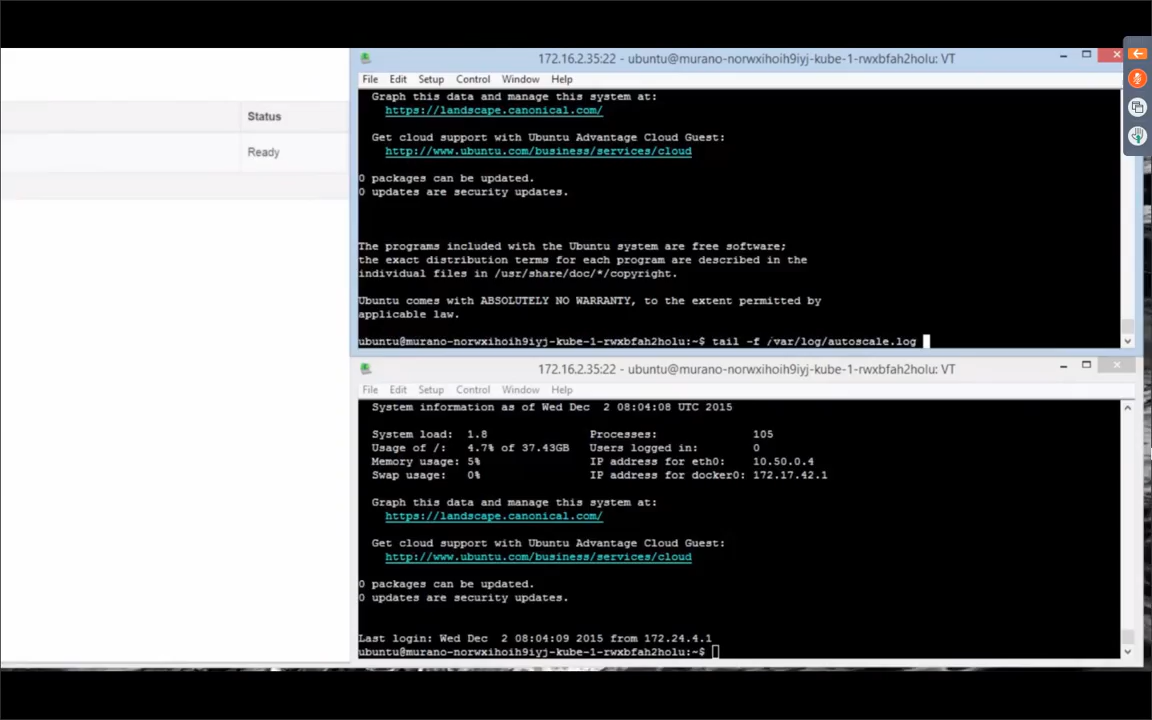 Status
Ready
172.16.2.35:22 - ubuntu@murano-norwxihoih9iyj-kube-1-rwxbfah2holu: VT
File Edit Setup Control Window Help
Graph this data and manage this system at:
https://landscape.canonical.com/
Get cloud support with Ubuntu Advantage Cloud Guest:
http://www.ubuntu.com/business/services/cloud
0 packages can be updated.
0 updates are security updates.
The programs included with the Ubuntu system are free software;
the exact distribution terms for each program are described in the
individual files in /usr/share/doc/*/copyright.
Ubuntu comes with ABSOLUTELY NO WARRANTY, to the extent permitted by
applicable law.
ubuntu@murano-norwxihoih9iyj-kube-1-rwxbfah2holu:~$ tail -f /var/log/autoscale.log
172.16.2.35:22 - ubuntu@murano-norwxihoih9iyj-kube-1-rwxbfah2holu: VT
File Edit Setup Control Window Help
System information as of Wed Dec  2 08:04:08 UTC 2015
System load: 1.8 Processes: 105
Usage of /: 4.7% of 37.43GB Users logged in: 0
Memory usage: 5% IP address for eth0: 10.50.0.4
Swap usage: 0% IP address for docker0: 172.17.42.1
Graph this data and manage this system at:
https://landscape.canonical.com/
Get cloud support with Ubuntu Advantage Cloud Guest:
http://www.ubuntu.com/business/services/cloud
0 packages can be updated.
0 updates are security updates.
Last login: Wed Dec  2 08:04:09 2015 from 172.24.4.1
ubuntu@murano-norwxihoih9iyj-kube-1-rwxbfah2holu:~$